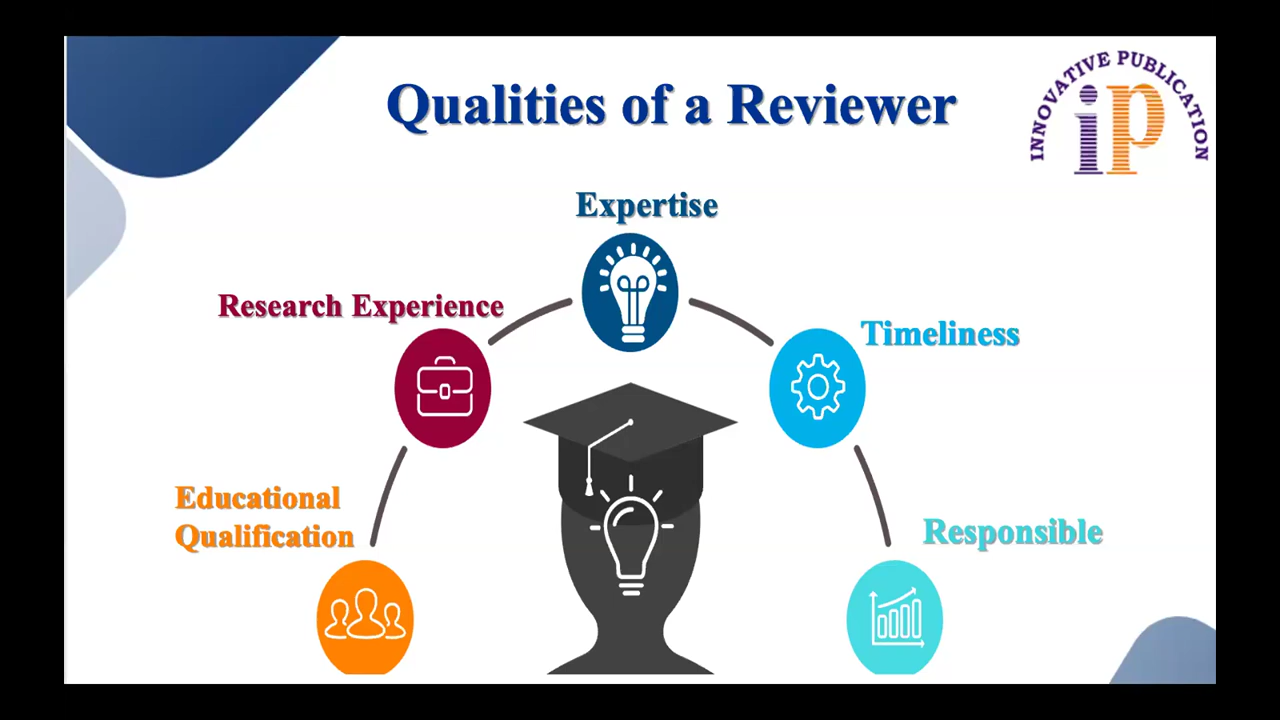 Qualities of a Reviewer
INNOVATIVE PUBLICATION
ip
Expertise
Research Experience
Timeliness
Educational
Qualification
Responsible